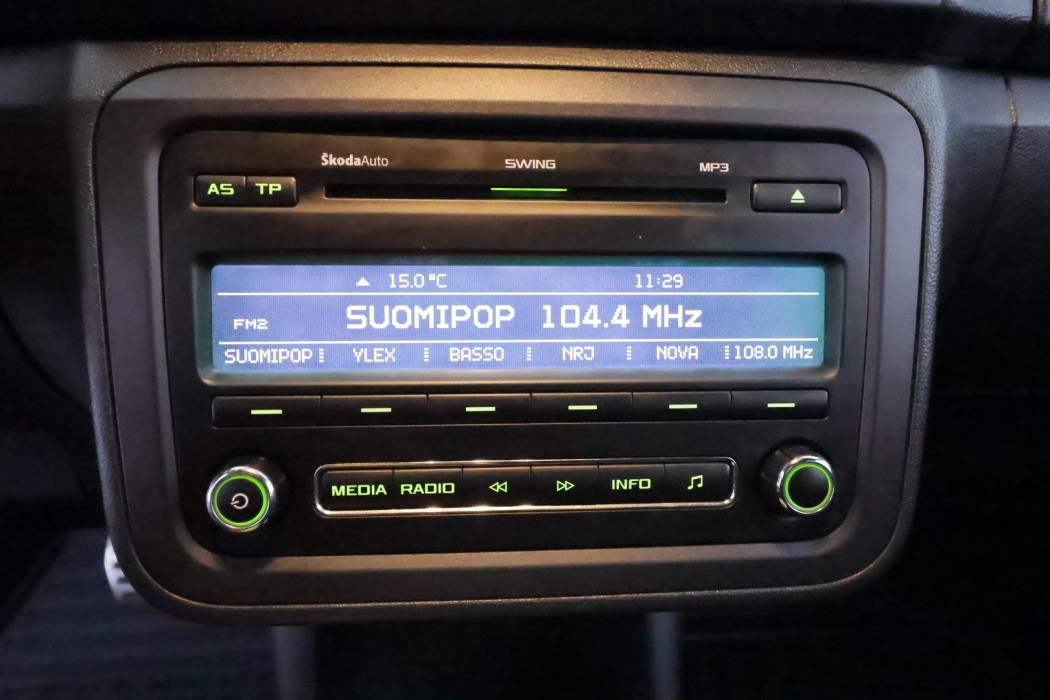 ŠkodaAuto SWING MP3
AS TP
15.0 °C 11:29
FM2 SUOMIPOP 104.4 MHz
SUOMIPOP YLEX BASSO NRJ NOVA 108.0 MHz
MEDIA RADIO INFO